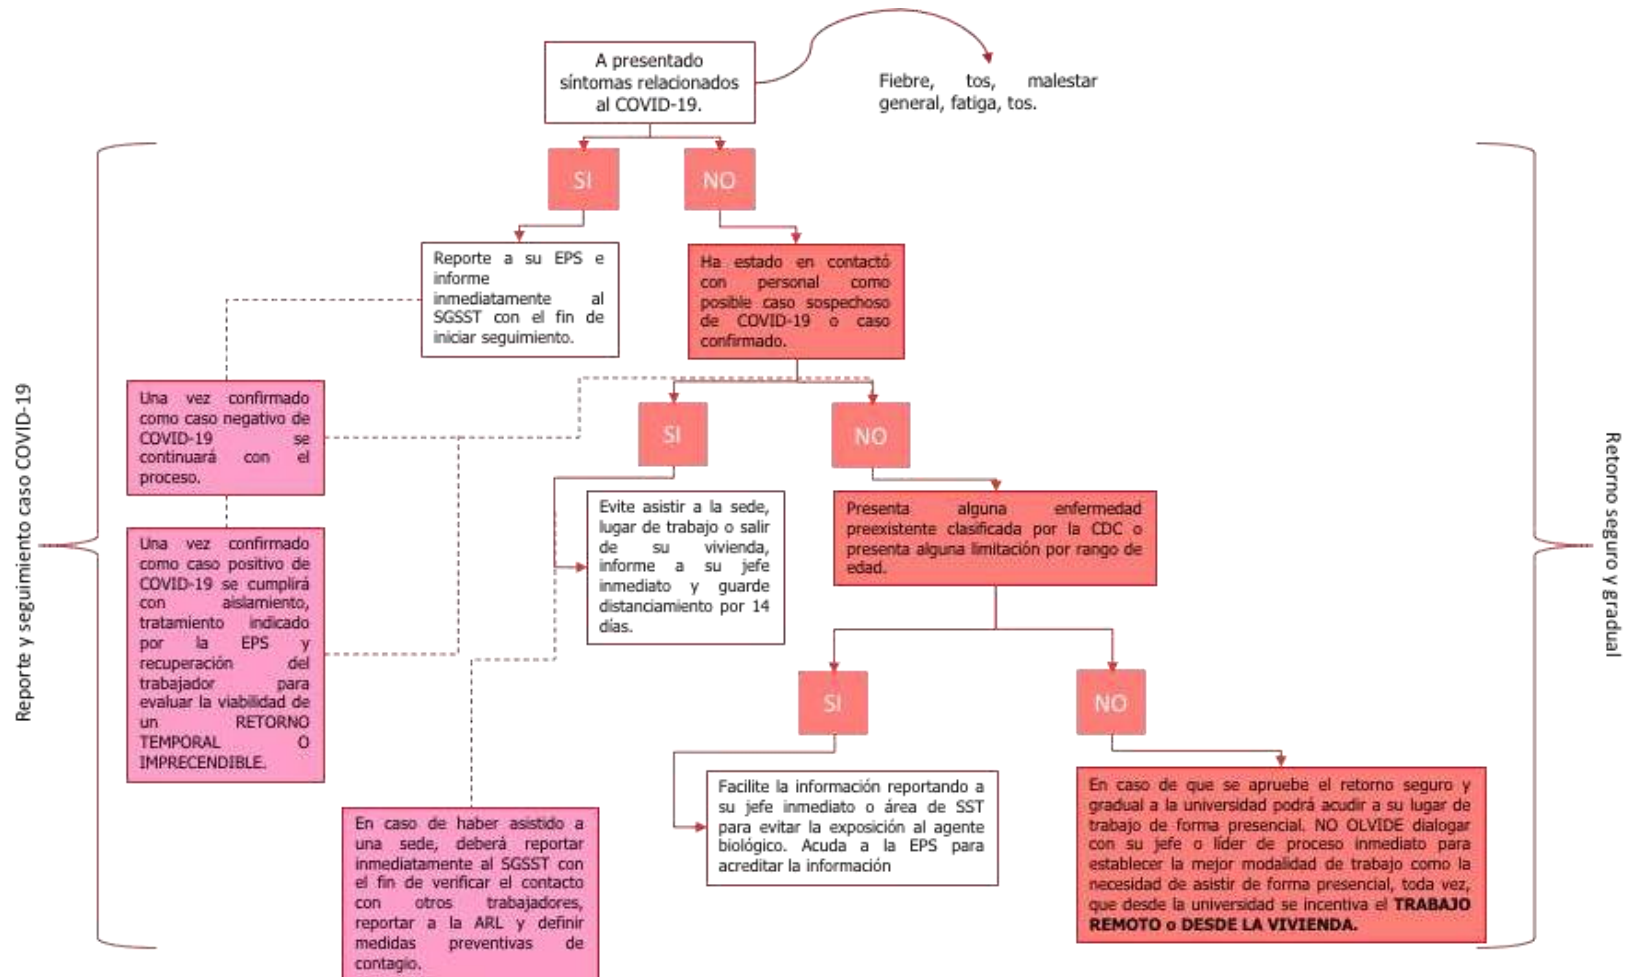 A presentado
síntomas relacionados
al COVID-19.
Fiebre, tos, malestar
general, fatiga, tos.
SI
NO
Reporte a su EPS e
informe
inmediatamente al
SGSST con el fin de
iniciar seguimiento.
Ha estado en contactó
con personal como
posible caso sospechoso
de COVID-19 o caso
confirmado.
Reporte y seguimiento caso COVID-19
Una vez confirmado
como caso negativo de
COVID-19 se
continuará con el
proceso.
SI
NO
Retorno seguro y gradual
Evite asistir a la sede,
lugar de trabajo o salir
de su vivienda,
informe a su jefe
inmediato y guarde
distanciamiento por 14
días.
Presenta alguna enfermedad
preexistente clasificada por la CDC o
presenta alguna limitación por rango de
edad.
Una vez confirmado
como caso positivo de
COVID-19 se cumplirá
con aislamiento,
tratamiento indicado
por la EPS y
recuperación del
trabajador para
evaluar la viabilidad de
un RETORNO
TEMPORAL O
IMPRECENDIBLE.
SI
NO
Facilite la información reportando a
su jefe inmediato o área de SST
para evitar la exposición al agente
biológico. Acuda a la EPS para
acreditar la información
En caso de que se apruebe el retorno seguro y
gradual a la universidad podrá acudir a su lugar de
trabajo de forma presencial. NO OLVIDE dialogar
con su jefe o líder de proceso inmediato para
establecer la mejor modalidad de trabajo como la
necesidad de asistir de forma presencial, toda vez,
que desde la universidad se incentiva el TRABAJO
REMOTO o DESDE LA VIVIENDA.
En caso de haber asistido a
una sede, deberá reportar
inmediatamente al SGSST con
el fin de verificar el contacto
con otros trabajadores,
reportar a la ARL y definir
medidas preventivas de
contagio.